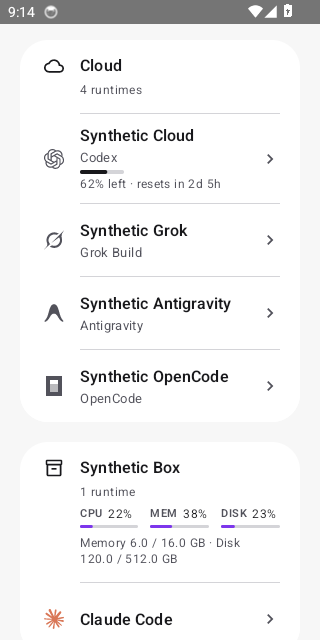 9:14
Cloud
4 runtimes
Synthetic Cloud
Codex
62% left · resets in 2d 5h
Synthetic Grok
Grok Build
Synthetic Antigravity
Antigravity
Synthetic OpenCode
OpenCode
Synthetic Box
1 runtime
CPU 22% MEM 38% DISK 23%
Memory 6.0 / 16.0 GB · Disk
120.0 / 512.0 GB
Claude Code